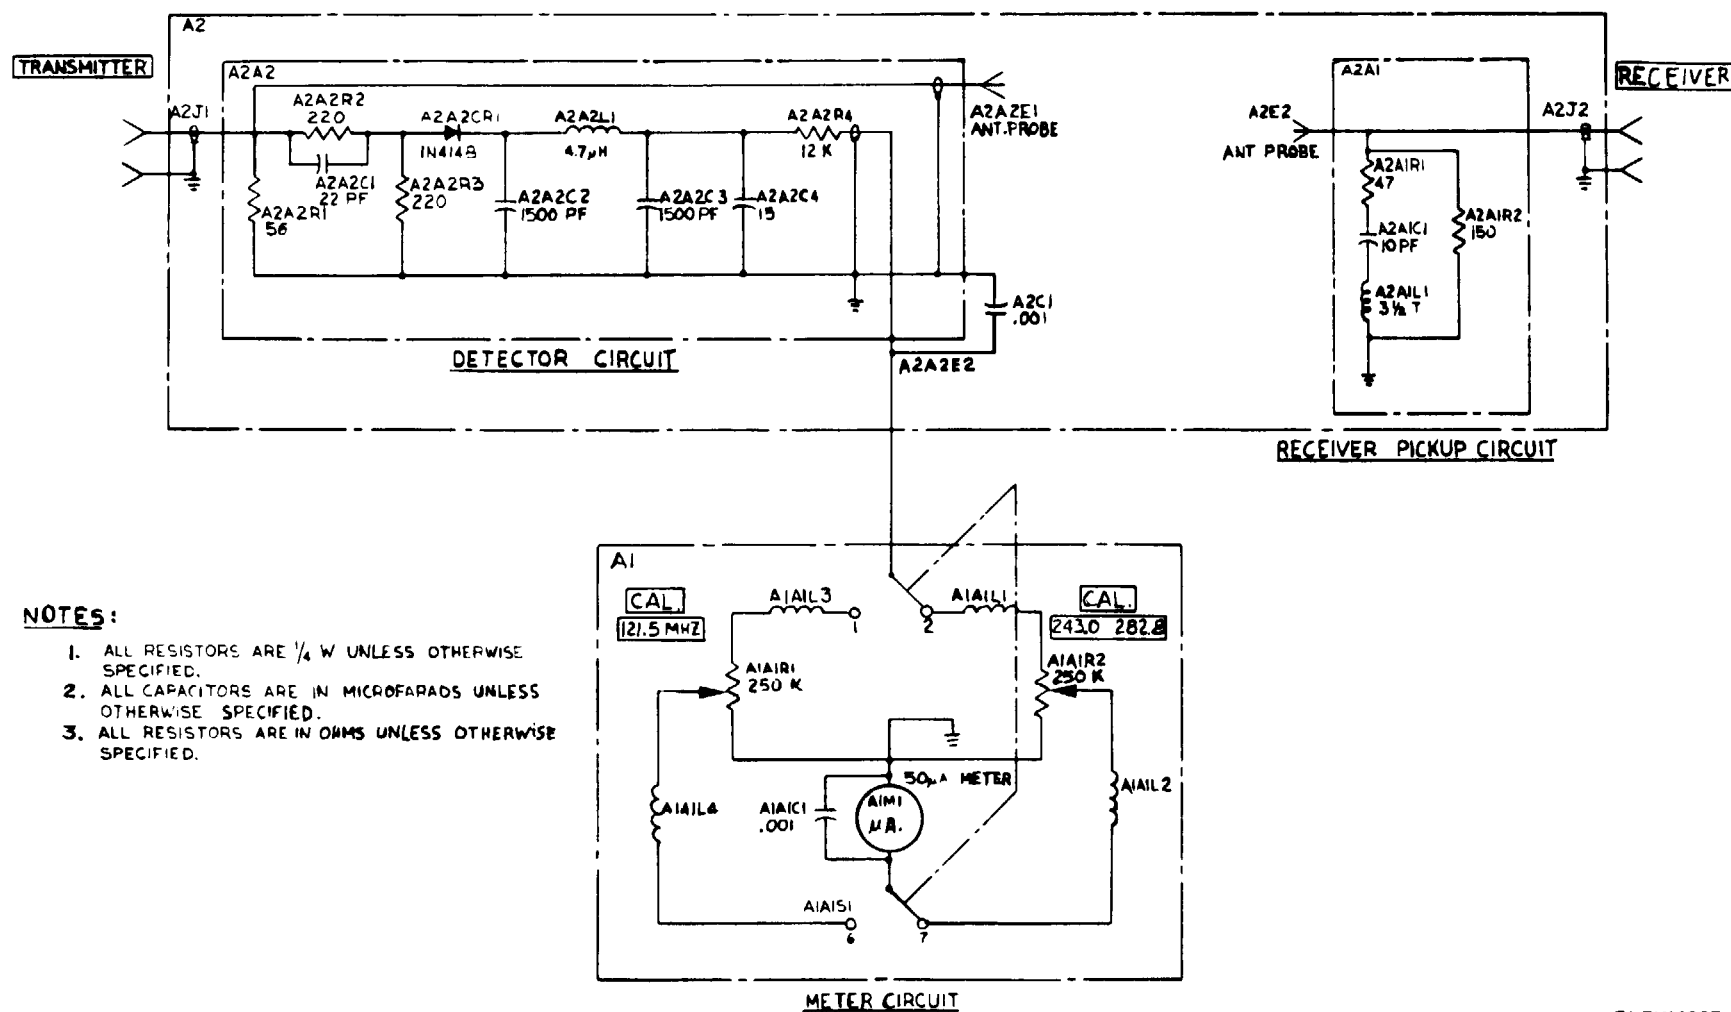 A2
TRANSMITTER
A2A2
A2J1
A2A2R2
220
A2A2C1
22 PF
A2A2R1
56
A2A2CR1
1N4148
A2A2R3
220
A2A2L1
4.7µH
A2A2C2
1500 PF
A2A2C3
1500 PF
A2A2C4
15
A2A2R4
12 K
A2A2E1
ANT. PROBE
A2C1
.001
A2A2E2
DETECTOR CIRCUIT
A2A1
RECEIVER
A2E2
ANT PROBE
A2J2
A2A1R1
47
A2A1C1
10 PF
A2A1L1
3½ T
A2A1R2
150
RECEIVER PICKUP CIRCUIT
NOTES:
1. ALL RESISTORS ARE ¼ W UNLESS OTHERWISE
SPECIFIED.
2. ALL CAPACITORS ARE IN MICROFARADS UNLESS
OTHERWISE SPECIFIED.
3. ALL RESISTORS ARE IN OHMS UNLESS OTHERWISE
SPECIFIED.
A1
CAL.
121.5 MHZ
A1A1L3
1
2
A1A1L1
CAL.
243.0 282.8
A1A1R1
250 K
A1A1R2
250 K
50µA METER
A1A1L4
A1A1C1
.001
A1M1
µA.
A1A1L2
A1A1S1
6
7
METER CIRCUIT